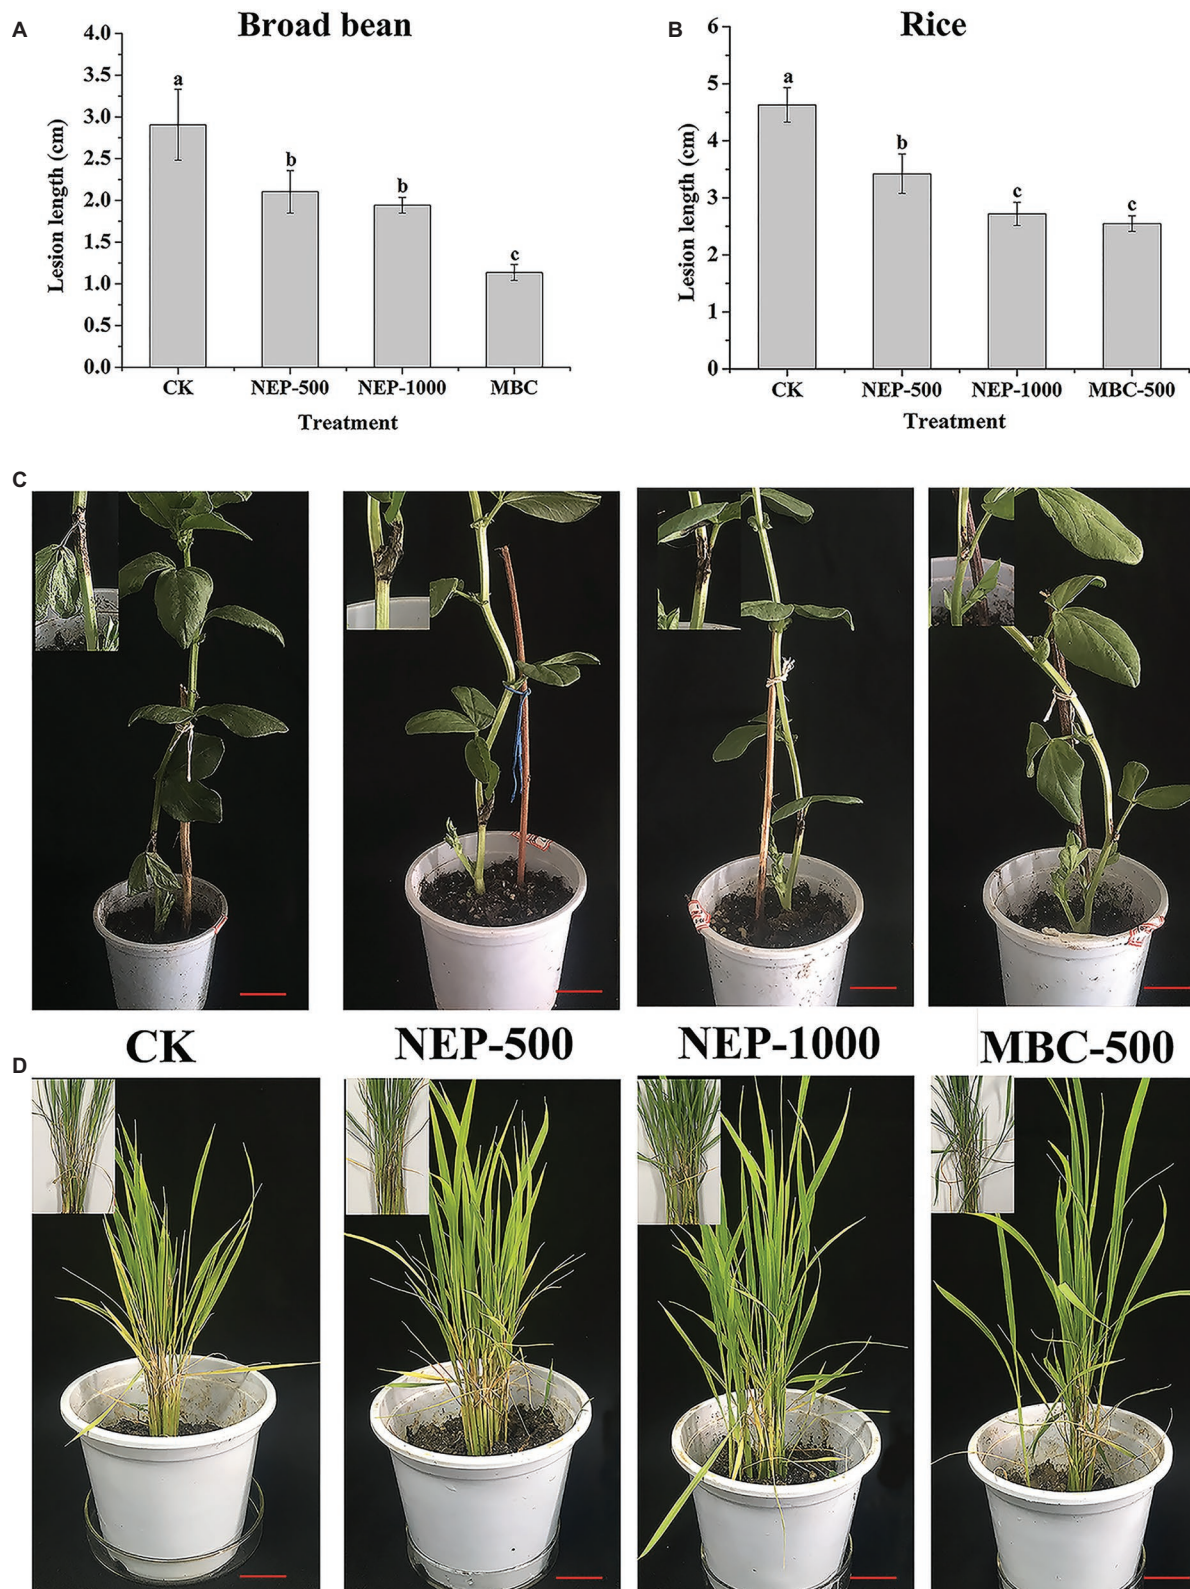 A
Broad bean
4.0
3.5
3.0
2.5
2.0
1.5
1.0
0.5
0.0
Lesion length (cm)
a
b
b
c
CK NEP-500 NEP-1000 MBC
Treatment
B
Rice
6
5
4
3
2
1
0
Lesion length (cm)
a
b
c
c
CK NEP-500 NEP-1000 MBC-500
Treatment
C
CK NEP-500 NEP-1000 MBC-500
D